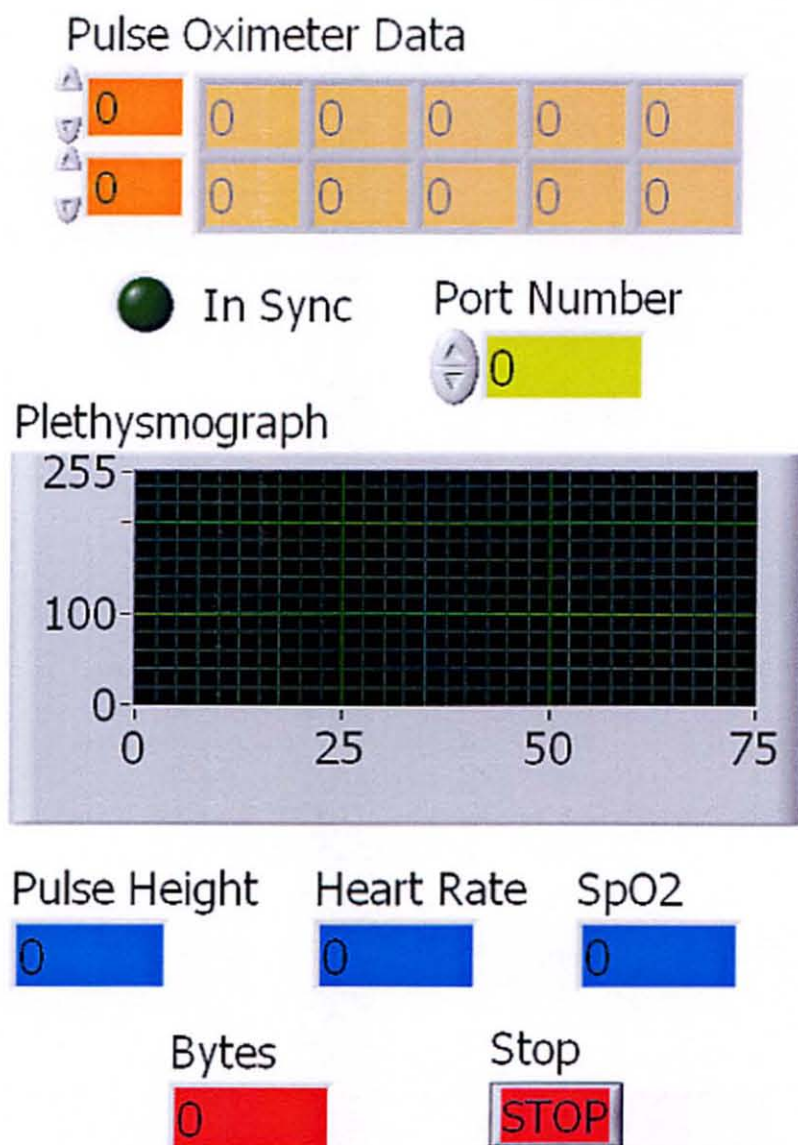 Pulse Oximeter Data
0 0 0 0 0 0
0 0 0 0 0 0
In Sync
Port Number
0
Plethysmograph
255
100
0
0 25 50 75
Pulse Height Heart Rate SpO2
0 0 0
Bytes Stop
0 STOP